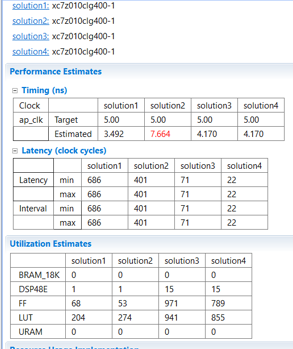 solution1: xc7z010clg400-1
solution2: xc7z010clg400-1
solution3: xc7z010clg400-1
solution4: xc7z010clg400-1
Performance Estimates
Timing (ns)
Clock solution1 solution2 solution3 solution4
ap_clk Target 5.00 5.00 5.00 5.00
Estimated 3.492 7.664 4.170 4.170
Latency (clock cycles)
solution1 solution2 solution3 solution4
Latency min 686 401 71 22
max 686 401 71 22
Interval min 686 401 71 22
max 686 401 71 22
Utilization Estimates
solution1 solution2 solution3 solution4
BRAM_18K 0 0 0 0
DSP48E 1 1 15 15
FF 68 53 971 789
LUT 204 274 941 855
URAM 0 0 0 0